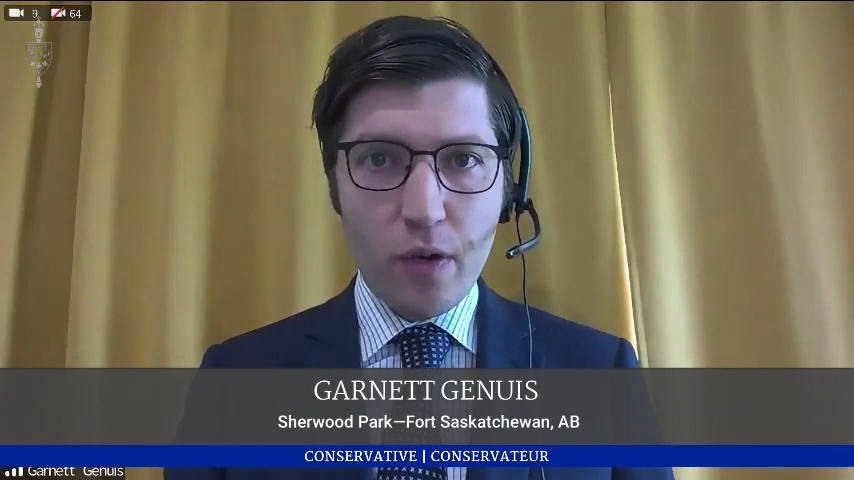 9 64
GARNETT GENUIS
Sherwood Park—Fort Saskatchewan, AB
CONSERVATIVE | CONSERVATEUR
Garnett Genuis